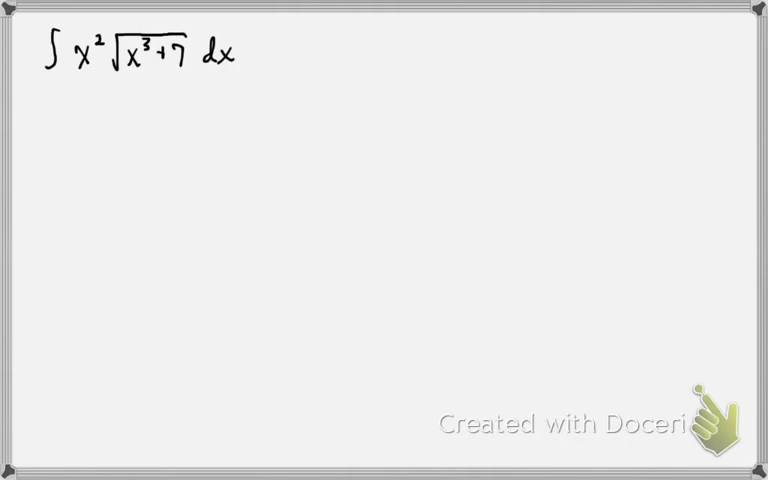 ∫ x² √(x³+7) dx
Created with Doceri